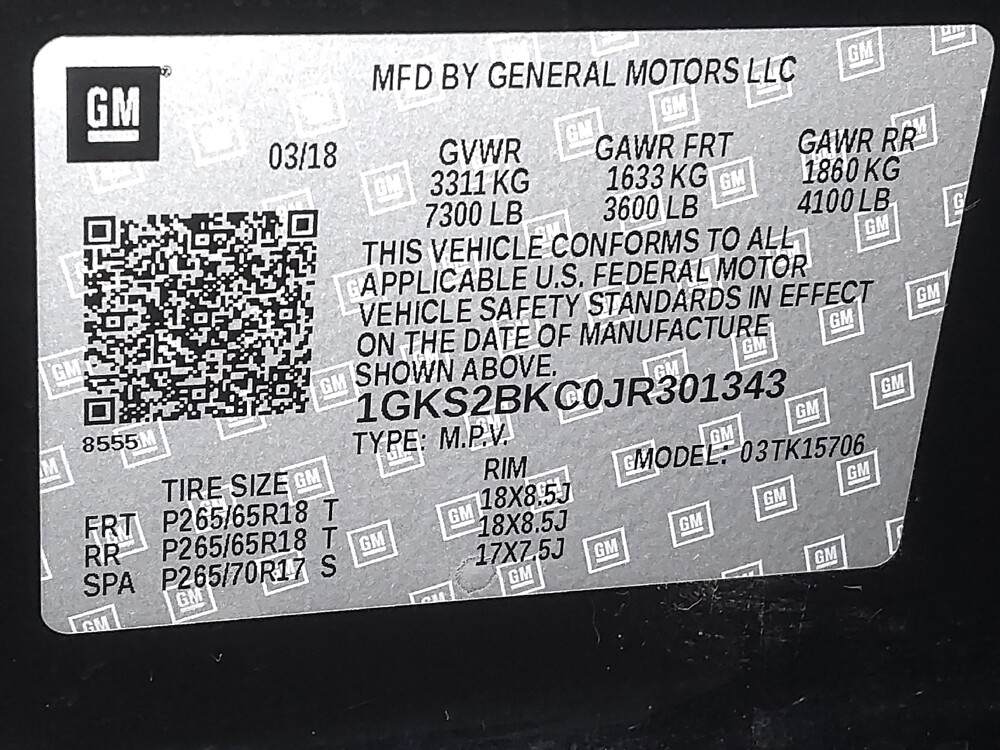 GM
MFD BY GENERAL MOTORS LLC
03/18 GVWR GAWR FRT GAWR RR
3311 KG 1633 KG 1860 KG
7300 LB 3600 LB 4100 LB
THIS VEHICLE CONFORMS TO ALL
APPLICABLE U.S. FEDERAL MOTOR
VEHICLE SAFETY STANDARDS IN EFFECT
ON THE DATE OF MANUFACTURE
SHOWN ABOVE.
1GKS2BKC0JR301343
8555
TYPE: M.P.V. MODEL: 03TK15706
TIRE SIZE RIM
FRT P265/65R18 T 18X8.5J
RR P265/65R18 T 18X8.5J
SPA P265/70R17 S 17X7.5J